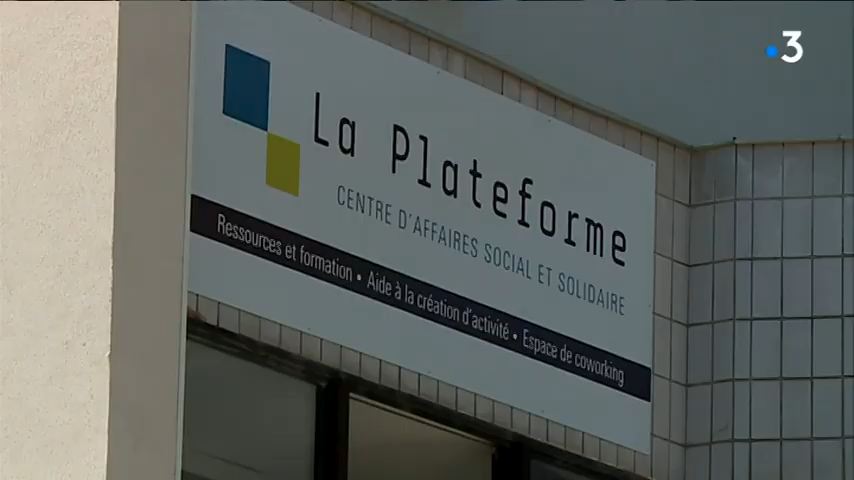 3
La Plateforme
CENTRE D'AFFAIRES SOCIAL ET SOLIDAIRE
Ressources et formation • Aide à la création d'activité • Espace de coworking